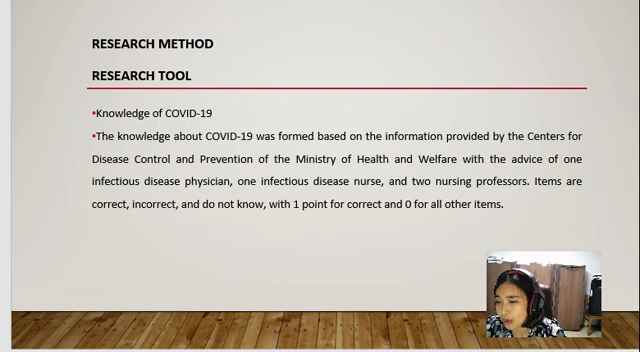 RESEARCH METHOD
RESEARCH TOOL
•Knowledge of COVID-19
•The knowledge about COVID-19 was formed based on the information provided by the Centers for
Disease Control and Prevention of the Ministry of Health and Welfare with the advice of one
infectious disease physician, one infectious disease nurse, and two nursing professors. Items are
correct, incorrect, and do not know, with 1 point for correct and 0 for all other items.